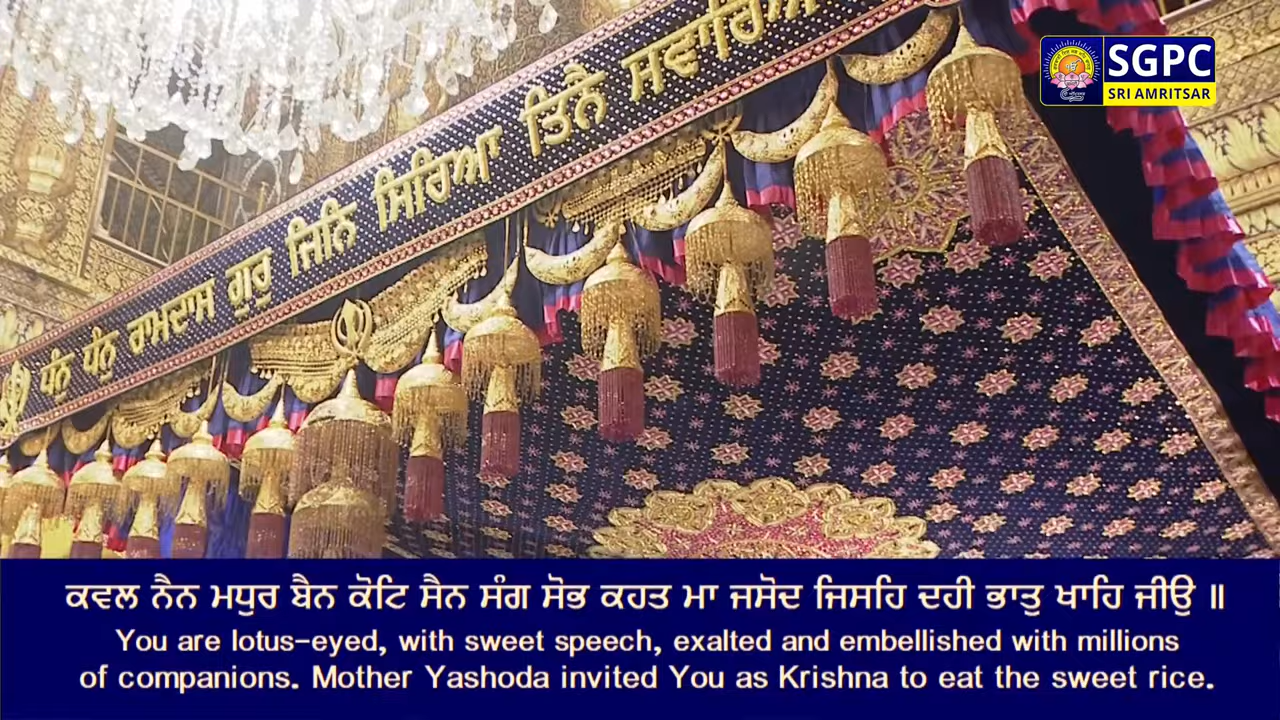 SGPC
SRI AMRITSAR
ਧੰਨੁ ਧੰਨੁ ਰਾਮਦਾਸ ਗੁਰੁ ਜਿਨਿ ਸਿਰਿਆ ਤਿਨੈ ਸਵਾਰਿਆ
ਕਵਲ ਨੈਨ ਮਧੁਰ ਬੈਨ ਕੋਟਿ ਸੈਨ ਸੰਗ ਸੋਭ ਕਹਤ ਮਾ ਜਸੋਦ ਜਿਸਹਿ ਦਹੀ ਭਾਤੁ ਖਾਹਿ ਜੀਉ ॥
You are lotus-eyed, with sweet speech, exalted and embellished with millions
of companions. Mother Yashoda invited You as Krishna to eat the sweet rice.